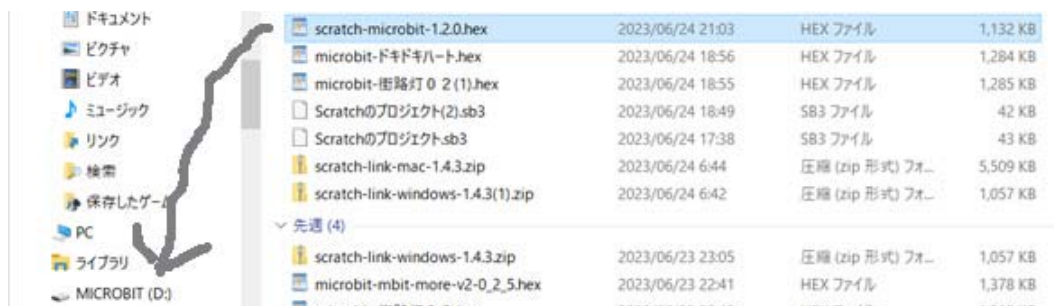 ドキュメント
ピクチャ
ビデオ
ミュージック
リンク
検索
保存したゲーム
PC
ライブラリ
MICROBIT (D:)
scratch-microbit-1.2.0.hex 2023/06/24 21:03 HEX ファイル 1,132 KB
microbit-ドキドキハート.hex 2023/06/24 18:56 HEX ファイル 1,284 KB
microbit-街路灯０２(1).hex 2023/06/24 18:55 HEX ファイル 1,285 KB
Scratchのプロジェクト(2).sb3 2023/06/24 18:49 SB3 ファイル 42 KB
Scratchのプロジェクト.sb3 2023/06/24 17:38 SB3 ファイル 43 KB
scratch-link-mac-1.4.3.zip 2023/06/24 6:44 圧縮 (zip 形式) フォ... 5,509 KB
scratch-link-windows-1.4.3(1).zip 2023/06/24 6:42 圧縮 (zip 形式) フォ... 1,057 KB
先週 (4)
scratch-link-windows-1.4.3.zip 2023/06/23 23:05 圧縮 (zip 形式) フォ... 1,057 KB
microbit-mbit-more-v2-0_2_5.hex 2023/06/23 22:41 HEX ファイル 1,378 KB